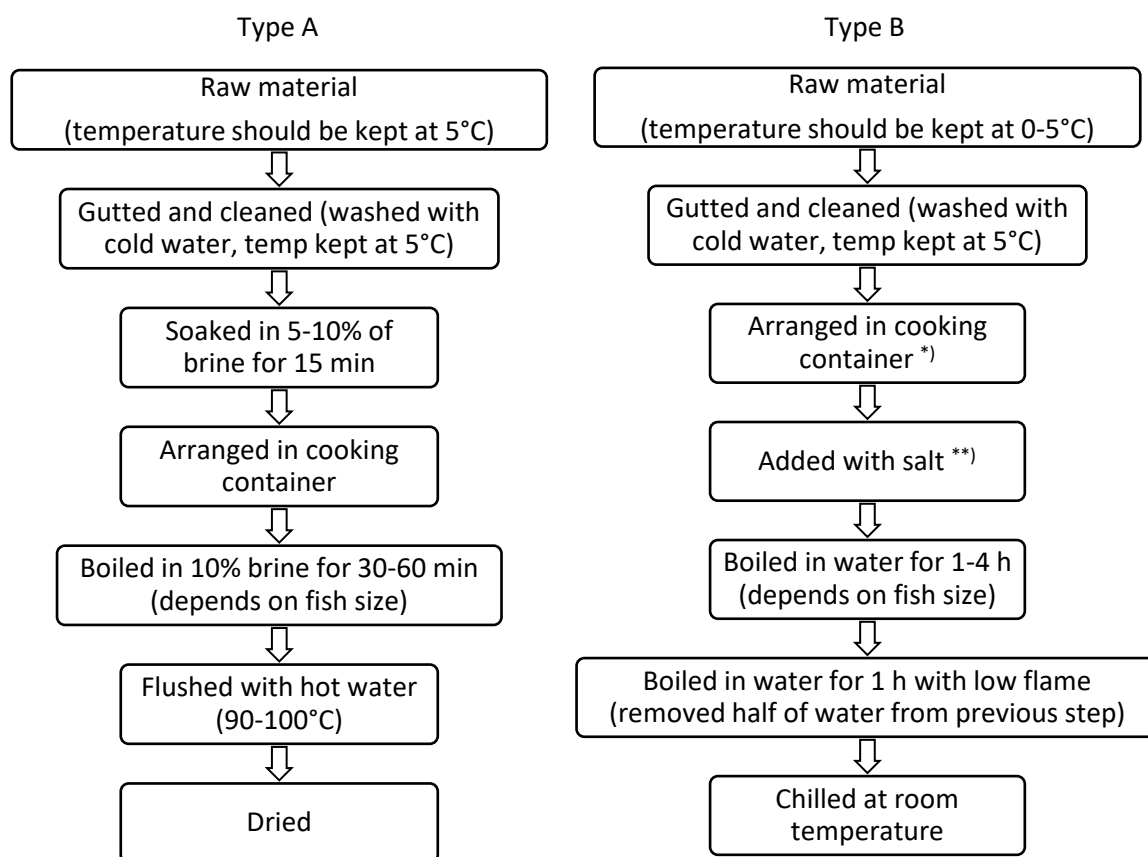 Type A
Raw material
(temperature should be kept at 5°C)
Gutted and cleaned (washed with
cold water, temp kept at 5°C)
Soaked in 5-10% of
brine for 15 min
Arranged in cooking
container
Boiled in 10% brine for 30-60 min
(depends on fish size)
Flushed with hot water
(90-100°C)
Dried
Type B
Raw material
(temperature should be kept at 0-5°C)
Gutted and cleaned (washed with
cold water, temp kept at 5°C)
Arranged in cooking
container *)
Added with salt **)
Boiled in water for 1-4 h
(depends on fish size)
Boiled in water for 1 h with low flame
(removed half of water from previous step)
Chilled at room
temperature